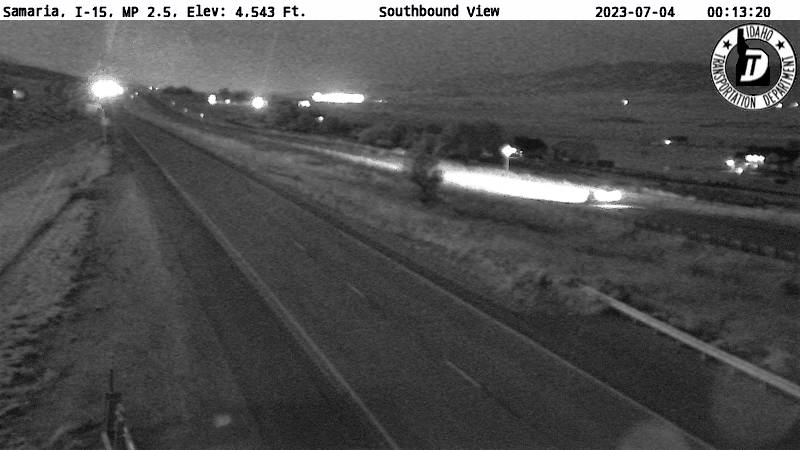 Samaria, I-15, MP 2.5, Elev: 4,543 Ft. Southbound View 2023-07-04 00:13:20
IDAHO
TRANSPORTATION DEPARTMENT